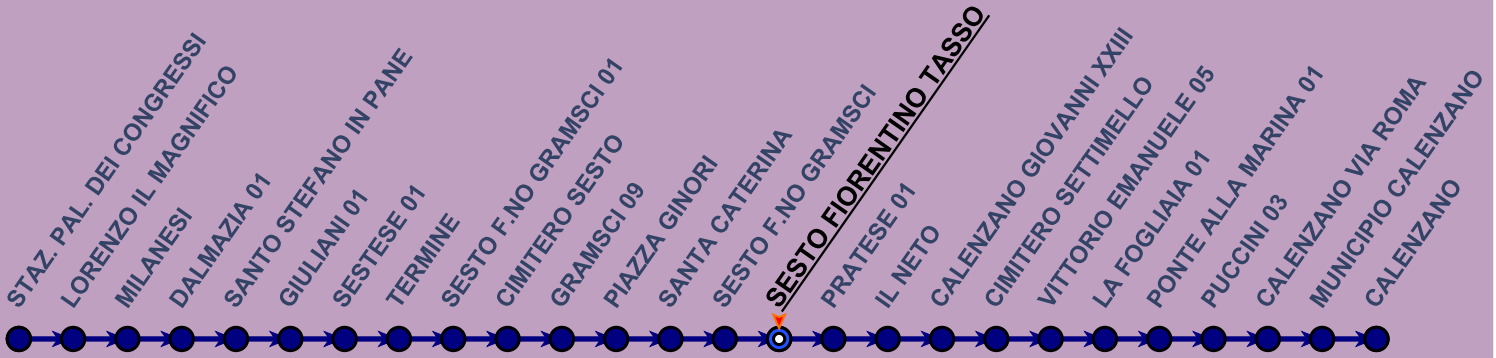 STAZ. PAL. DEI CONGRESSI
LORENZO IL MAGNIFICO
MILANESI
DALMAZIA 01
SANTO STEFANO IN PANE
GIULIANI 01
SESTESE 01
TERMINE
SESTO F.NO GRAMSCI 01
CIMITERO SESTO
GRAMSCI 09
PIAZZA GINORI
SANTA CATERINA
SESTO F.NO GRAMSCI
SESTO FIORENTINO TASSO
PRATESE 01
IL NETO
CALENZANO GIOVANNI XXIII
CIMITERO SETTIMELLO
VITTORIO EMANUELE 05
LA FOGLIAIA 01
PONTE ALLA MARINA 01
PUCCINI 03
CALENZANO VIA ROMA
MUNICIPIO CALENZANO
CALENZANO